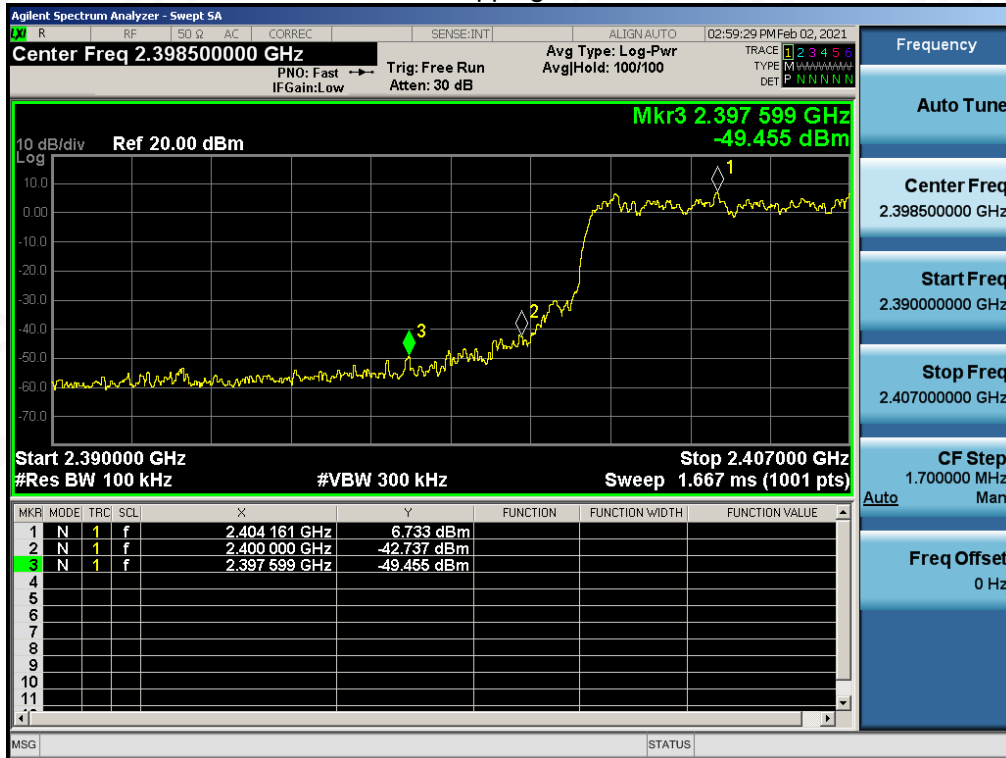 Agilent Spectrum Analyzer - Swept SA
LXI R RF 50 Ω AC CORREC SENSE:INT ALIGN AUTO 02:59:29 PM Feb 02, 2021
Center Freq 2.398500000 GHz
PNO: Fast
IFGain:Low
Trig: Free Run
Atten: 30 dB
Avg Type: Log-Pwr
Avg|Hold: 100/100
TRACE 1 2 3 4 5 6
TYPE M WWWWW
DET P N N N N N
Mkr3 2.397 599 GHz
-49.455 dBm
10 dB/div Ref 20.00 dBm
Log
10.0
0.00
-10.0
-20.0
-30.0
-40.0
-50.0
-60.0
-70.0
1
2
3
Start 2.390000 GHz Stop 2.407000 GHz
#Res BW 100 kHz #VBW 300 kHz Sweep 1.667 ms (1001 pts)
MKR MODE TRC SCL X Y FUNCTION FUNCTION WIDTH FUNCTION VALUE
1 N 1 f 2.404 161 GHz 6.733 dBm
2 N 1 f 2.400 000 GHz -42.737 dBm
3 N 1 f 2.397 599 GHz -49.455 dBm
4
5
6
7
8
9
10
11
MSG STATUS
Frequency
Auto Tune
Center Freq
2.398500000 GHz
Start Freq
2.390000000 GHz
Stop Freq
2.407000000 GHz
CF Step
1.700000 MHz
Auto Man
Freq Offset
0 Hz